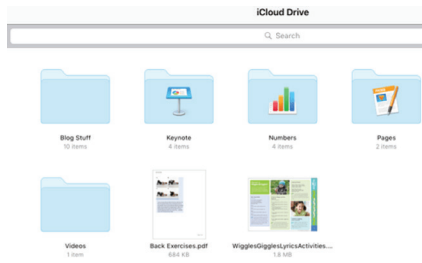 iCloud Drive
Search
Blog Stuff
10 items
Keynote
4 items
Numbers
4 items
Pages
2 items
Videos
1 item
Back Exercises.pdf
684 KB
WigglesGigglesLyricsActivities....
1.8 MB